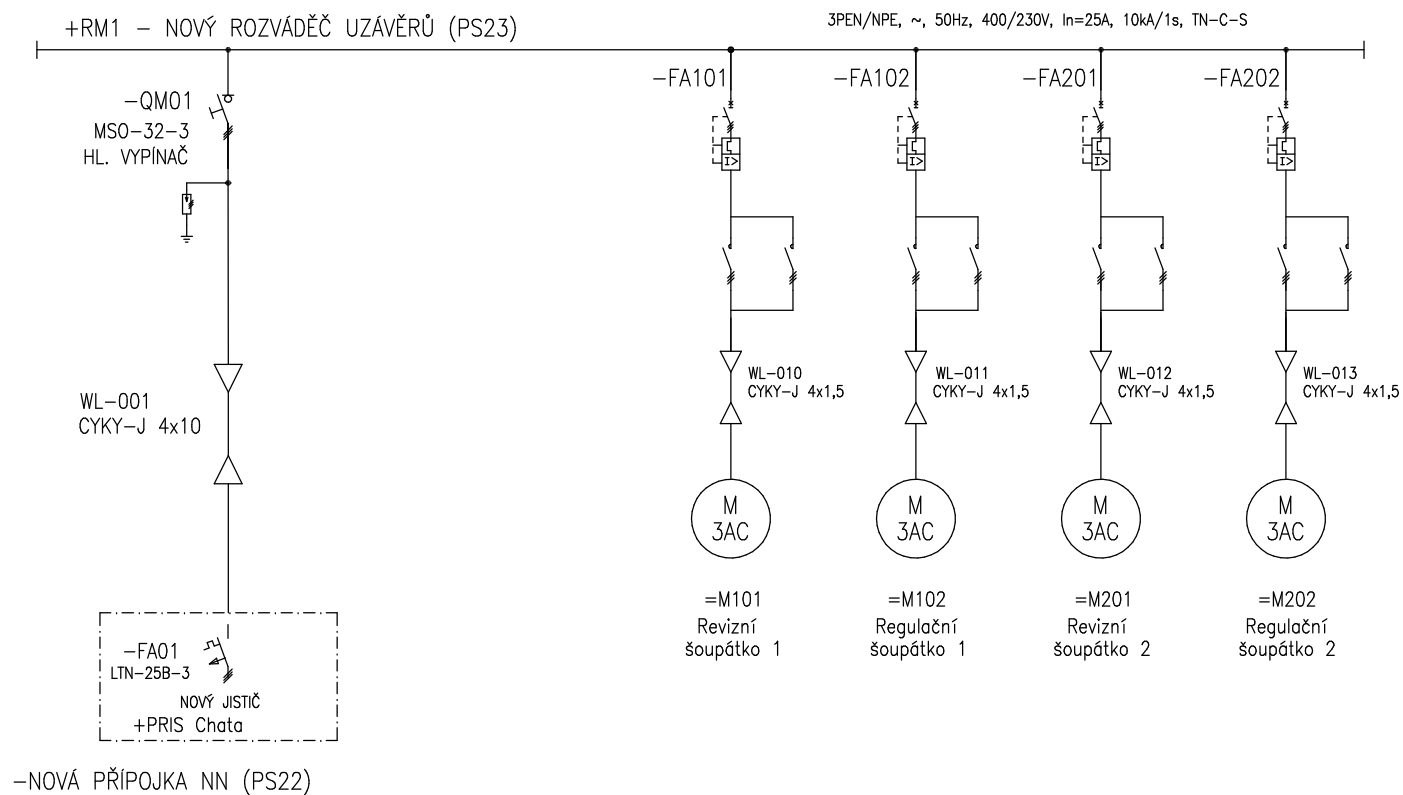 +RM1 – NOVÝ ROZVÁDĚČ UZÁVĚRŮ (PS23)
3PEN/NPE, ~, 50Hz, 400/230V, In=25A, 10kA/1s, TN–C–S
–QM01
MSO–32–3
HL. VYPÍNAČ
–FA101
–FA102
–FA201
–FA202
I>
I>
I>
I>
WL–001
CYKY–J 4x10
WL–010
CYKY–J 4x1,5
WL–011
CYKY–J 4x1,5
WL–012
CYKY–J 4x1,5
WL–013
CYKY–J 4x1,5
M
3AC
M
3AC
M
3AC
M
3AC
=M101
Revizní
šoupátko 1
=M102
Regulační
šoupátko 1
=M201
Revizní
šoupátko 2
=M202
Regulační
šoupátko 2
–FA01
LTN–25B–3
NOVÝ JISTIČ
+PRIS Chata
–NOVÁ PŘÍPOJKA NN (PS22)